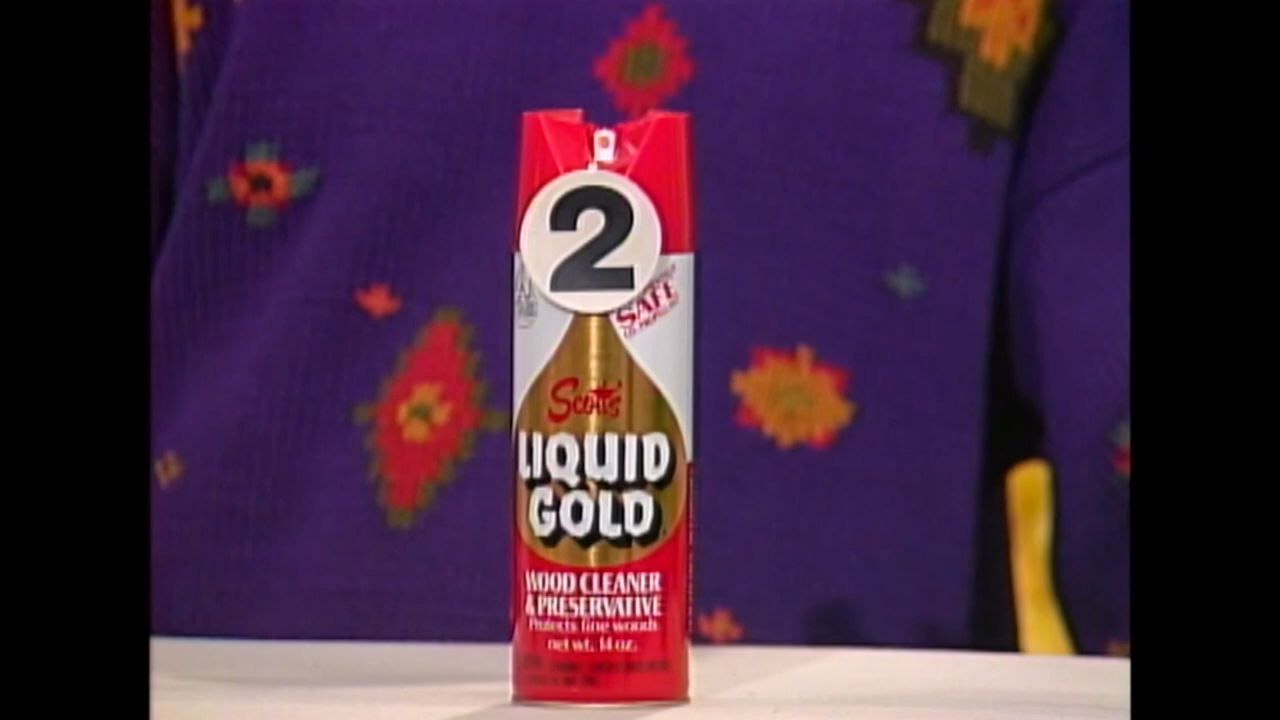 2
SAFE
Scott's
LIQUID
GOLD
WOOD CLEANER
& PRESERVATIVE
Protects fine woods
net wt. 14 oz.